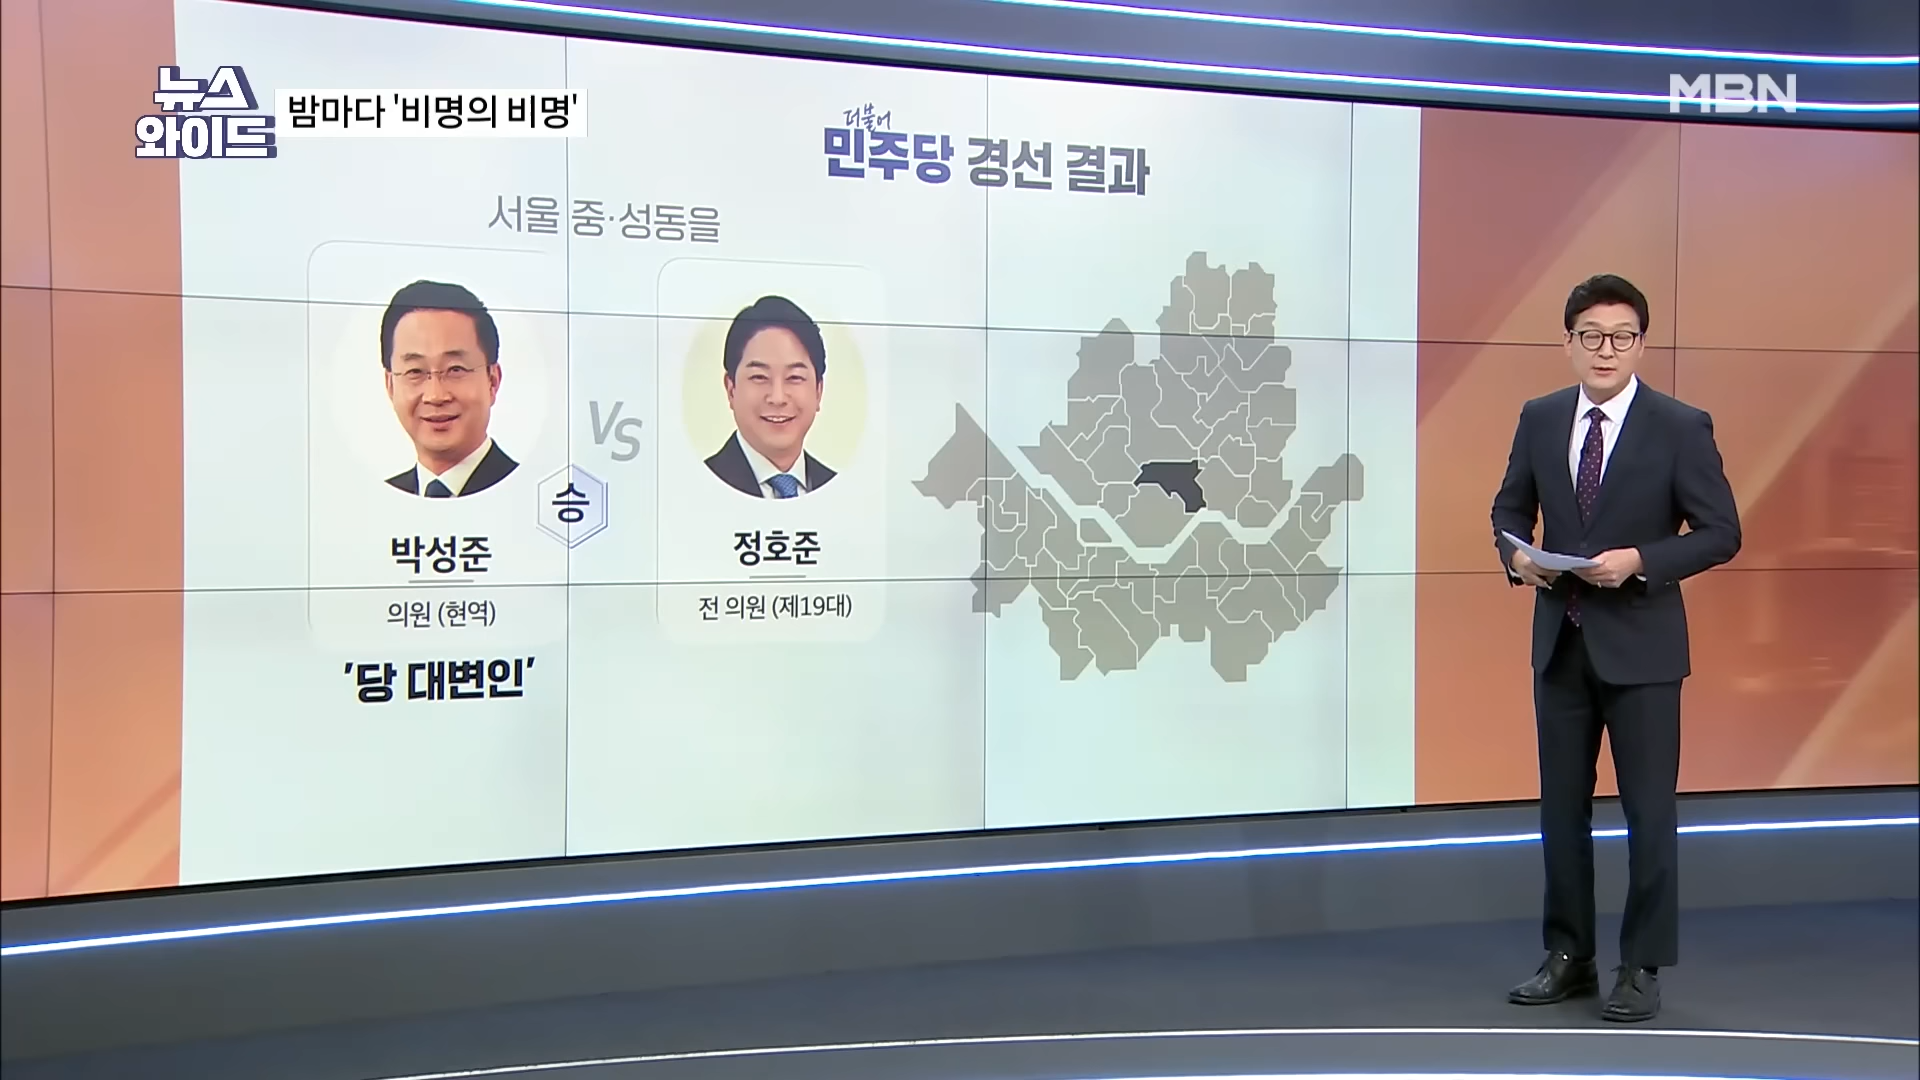 뉴스
와이드
밤마다 '비명의 비명'
MBN
더불어
민주당 경선 결과
서울 중·성동을
VS
승
박성준
의원 (현역)
'당 대변인'
정호준
전 의원 (제19대)